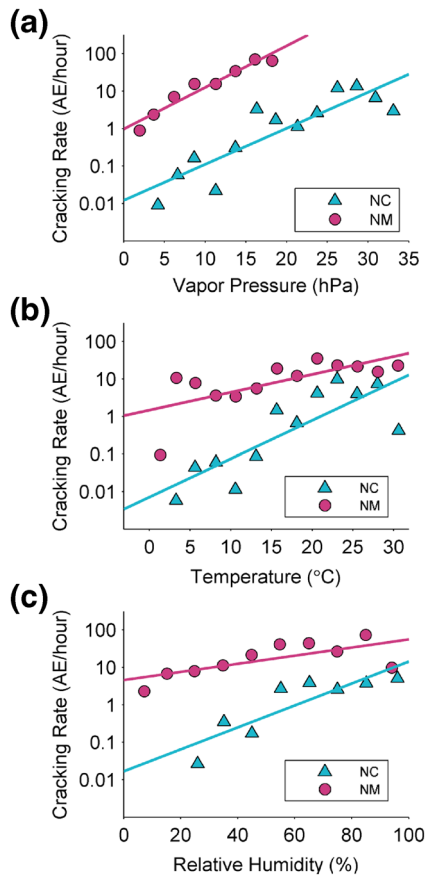 (a)
Cracking Rate (AE/hour)
100
10
1
0.1
0.01
NC
NM
0 5 10 15 20 25 30 35
Vapor Pressure (hPa)
(b)
Cracking Rate (AE/hour)
100
10
1
0.1
0.01
NC
NM
0 5 10 15 20 25 30
Temperature (°C)
(c)
Cracking Rate (AE/hour)
100
10
1
0.1
0.01
NC
NM
0 20 40 60 80 100
Relative Humidity (%)